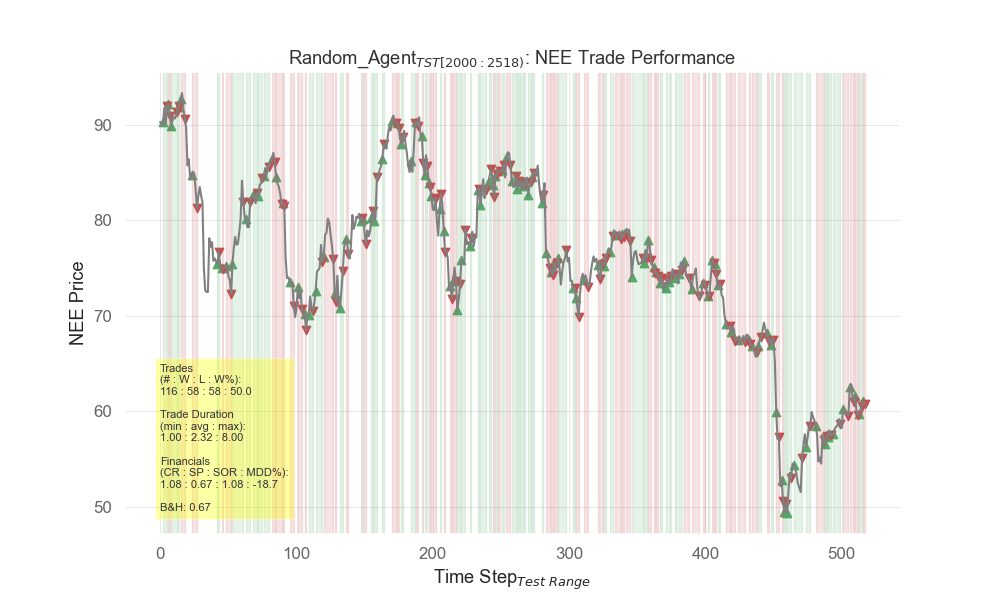 Random_Agent TST[2000 : 2518]: NEE Trade Performance
NEE Price
90
80
70
60
50
Trades
(# : W : L : W%):
116 : 58 : 58 : 50.0
Trade Duration
(min : avg : max):
1.00 : 2.32 : 8.00
Financials
(CR : SP : SOR : MDD%):
1.08 : 0.67 : 1.08 : -18.7
B&H: 0.67
0 100 200 300 400 500
Time Step Test Range